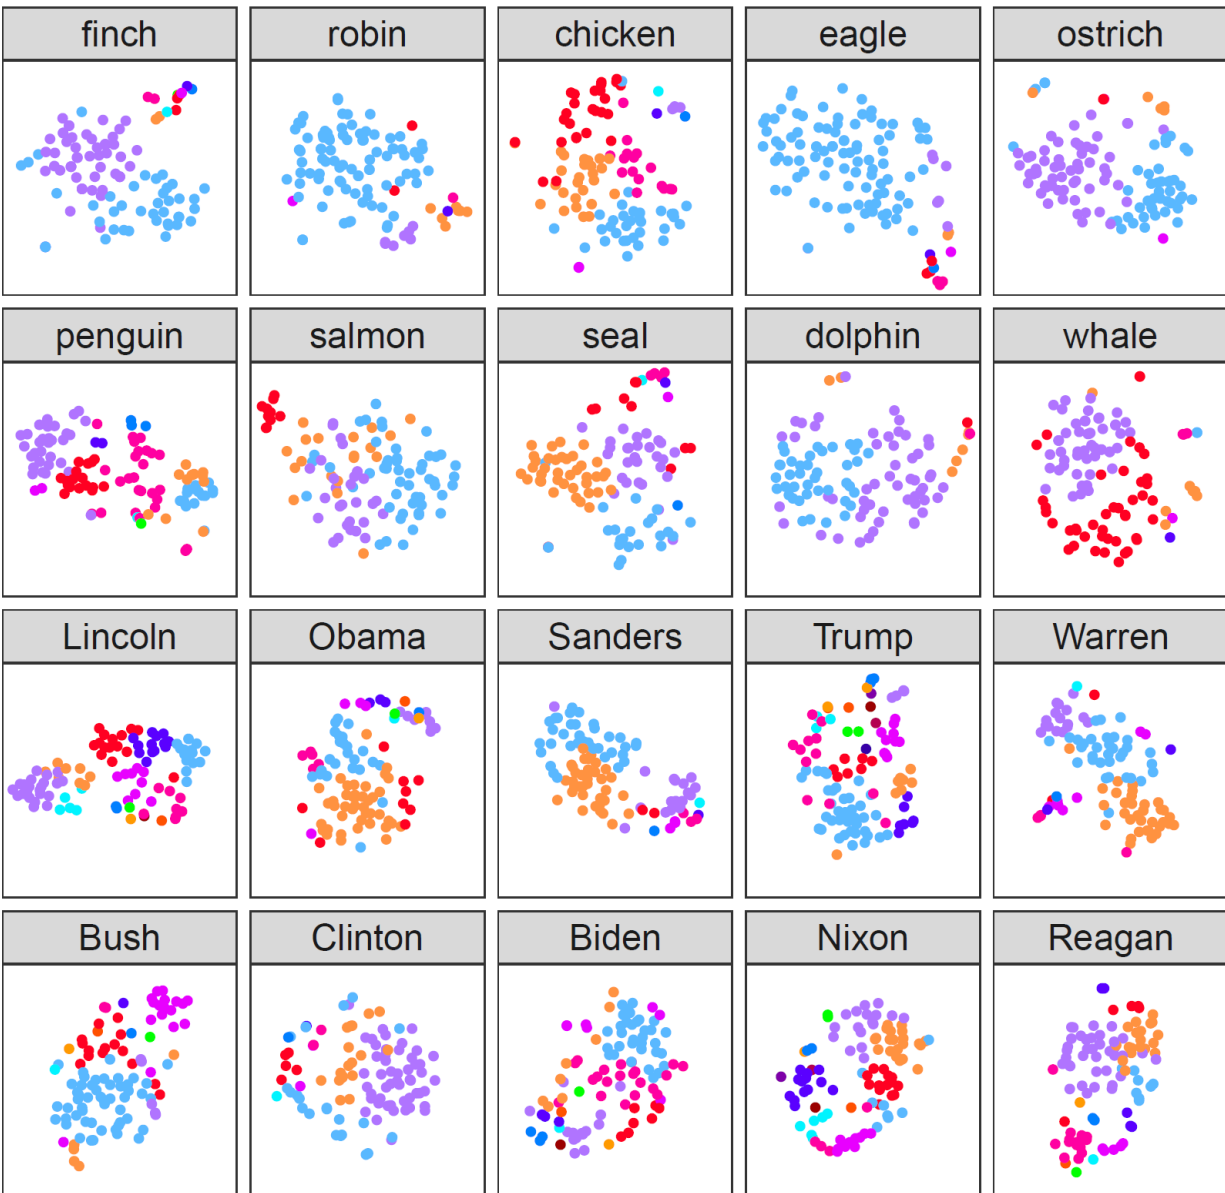 finch robin chicken eagle ostrich
penguin salmon seal dolphin whale
Lincoln Obama Sanders Trump Warren
Bush Clinton Biden Nixon Reagan